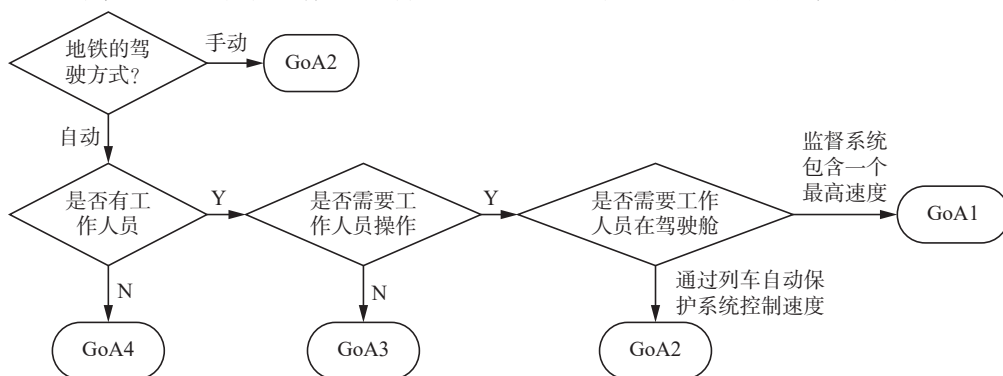 地铁的驾
驶方式?
手动
GoA2
自动
是否有工
作人员
Y
是否需要工
作人员操作
Y
是否需要工作
人员在驾驶舱
监督系统
包含一个
最高速度
GoA1
N
N
通过列车自动保
护系统控制速度
GoA4
GoA3
GoA2